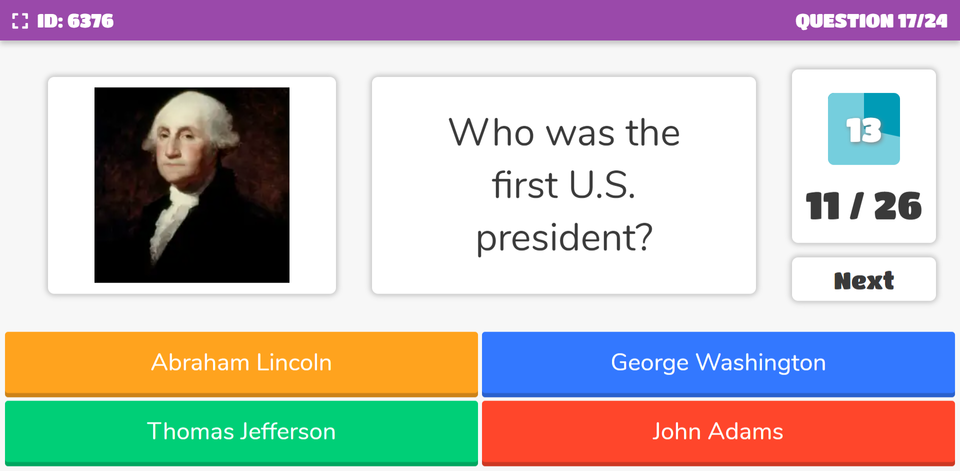 ID: 6376
QUESTION 17/24
Who was the
first U.S.
president?
13
11 / 26
Next
Abraham Lincoln
George Washington
Thomas Jefferson
John Adams